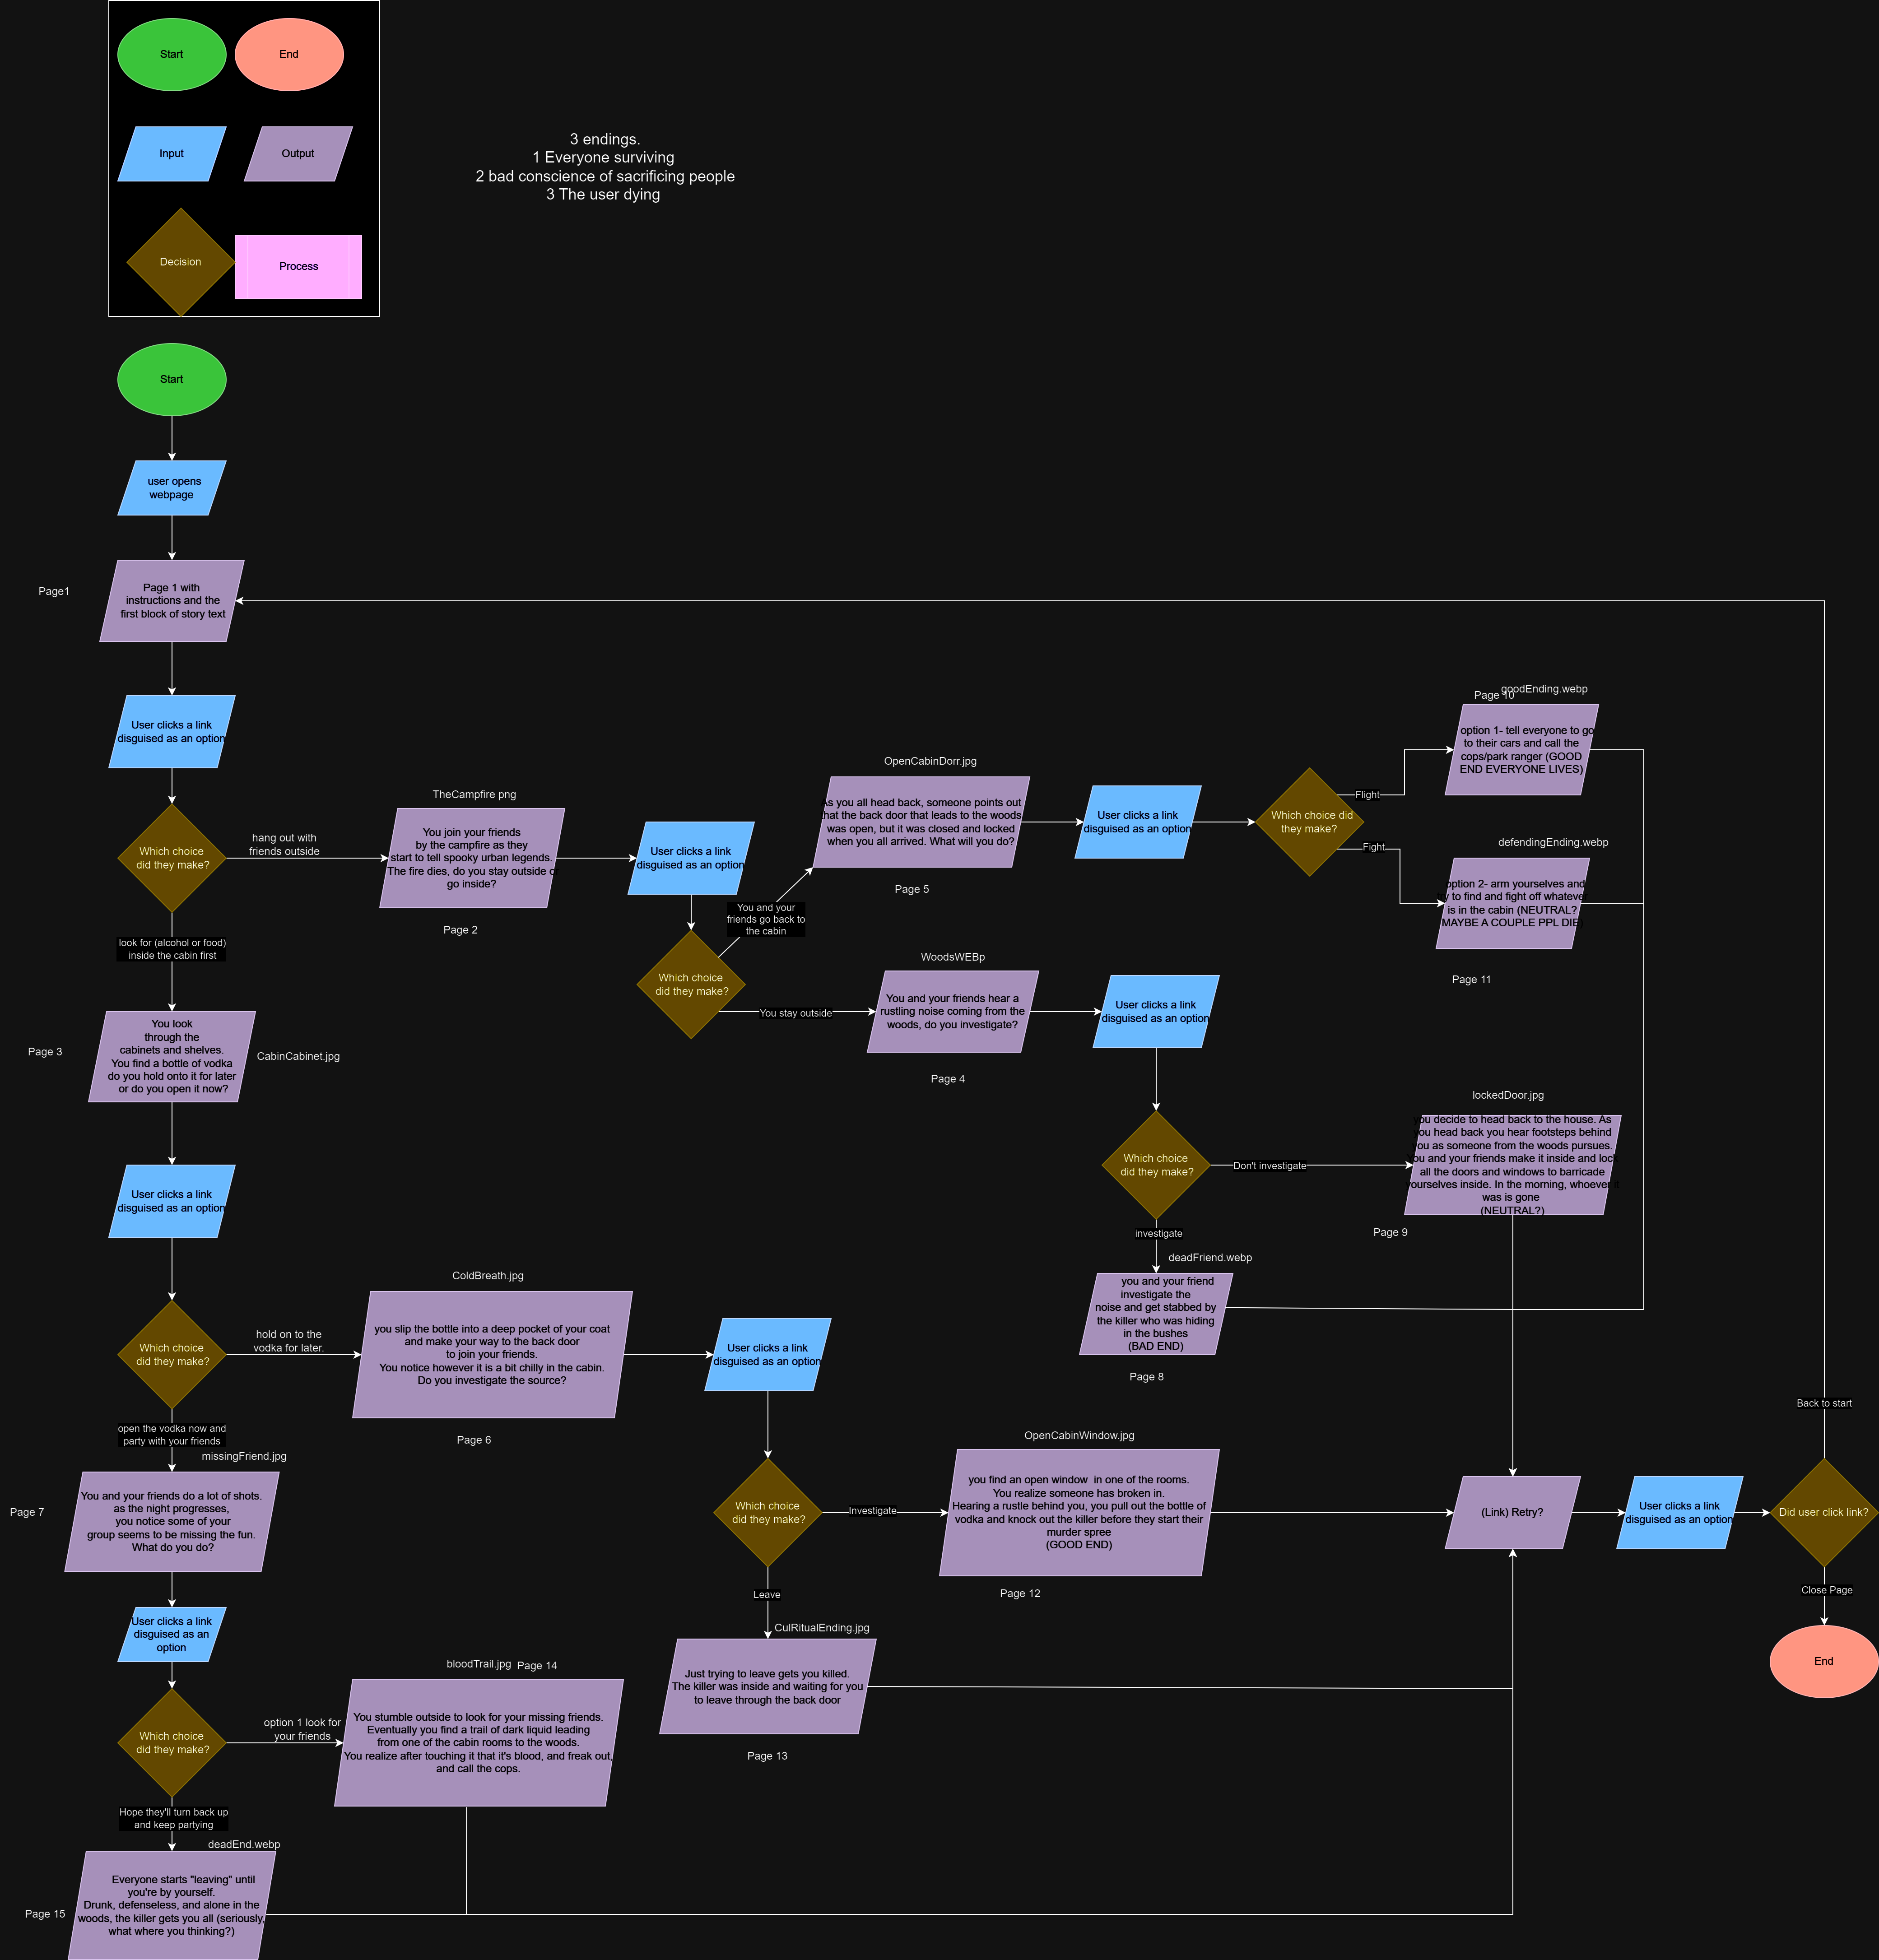 Start
End
Input
Output
Decision
Process
3 endings.
1 Everyone surviving
2 bad conscience of sacrificing people
3 The user dying
Start
user opens
webpage
Page1
Page 1 with
instructions and the
first block of story text
User clicks a link
disguised as an option
Which choice
did they make?
hang out with
friends outside
TheCampfire png
You join your friends
by the campfire as they
start to tell spooky urban legends.
The fire dies, do you stay outside o
go inside?
Page 2
User clicks a link
disguised as an option
Which choice
did they make?
You and your
friends go back to
the cabin
OpenCabinDorr.jpg
As you all head back, someone points out
that the back door that leads to the woods
was open, but it was closed and locked
when you all arrived. What will you do?
Page 5
User clicks a link
disguised as an option
Which choice did
they make?
Flight
Page 10
goodEnding.webp
option 1- tell everyone to go
to their cars and call the
cops/park ranger (GOOD
END EVERYONE LIVES)
Fight
defendingEnding.webp
option 2- arm yourselves and
to find and fight off whatever
is in the cabin (NEUTRAL?
MAYBE A COUPLE PPL DIE)
Page 11
You stay outside
WoodsWEBp
You and your friends hear a
rustling noise coming from the
woods, do you investigate?
Page 4
User clicks a link
disguised as an option
Which choice
did they make?
Don't investigate
lockedDoor.jpg
you decide to head back to the house. As
you head back you hear footsteps behind
you as someone from the woods pursues.
You and your friends make it inside and lock
all the doors and windows to barricade
yourselves inside. In the morning, whoever it
was is gone
(NEUTRAL?)
Page 9
investigate
deadFriend.webp
you and your friend
investigate the
noise and get stabbed by
the killer who was hiding
in the bushes
(BAD END)
Page 8
look for (alcohol or food)
inside the cabin first
Page 3
You look
through the
cabinets and shelves.
You find a bottle of vodka
do you hold onto it for later
or do you open it now?
CabinCabinet.jpg
User clicks a link
disguised as an option
Which choice
did they make?
hold on to the
vodka for later.
ColdBreath.jpg
you slip the bottle into a deep pocket of your coat
and make your way to the back door
to join your friends.
You notice however it is a bit chilly in the cabin.
Do you investigate the source?
Page 6
User clicks a link
disguised as an option
Which choice
did they make?
Investigate
OpenCabinWindow.jpg
you find an open window in one of the rooms.
You realize someone has broken in.
Hearing a rustle behind you, you pull out the bottle of
vodka and knock out the killer before they start their
murder spree
(GOOD END)
Page 12
Leave
CulRitualEnding.jpg
Just trying to leave gets you killed.
The killer was inside and waiting for you
to leave through the back door
Page 13
(Link) Retry?
User clicks a link
disguised as an option
Did user click link?
Back to start
Close Page
End
open the vodka now and
party with your friends
missingFriend.jpg
Page 7
You and your friends do a lot of shots.
as the night progresses,
you notice some of your
group seems to be missing the fun.
What do you do?
User clicks a link
disguised as an
option
Which choice
did they make?
option 1 look for
your friends
bloodTrail.jpg
Page 14
You stumble outside to look for your missing friends.
Eventually you find a trail of dark liquid leading
from one of the cabin rooms to the woods.
You realize after touching it that it's blood, and freak out,
and call the cops.
Hope they'll turn back up
and keep partying
deadEnd.webp
Page 15
Everyone starts "leaving" until
you're by yourself.
Drunk, defenseless, and alone in the
woods, the killer gets you all (seriously,
what where you thinking?)